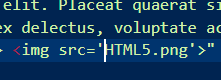 elit. Placeat quaerat si
ex delectus, voluptate ac
> <img src='HTML5.png'>"